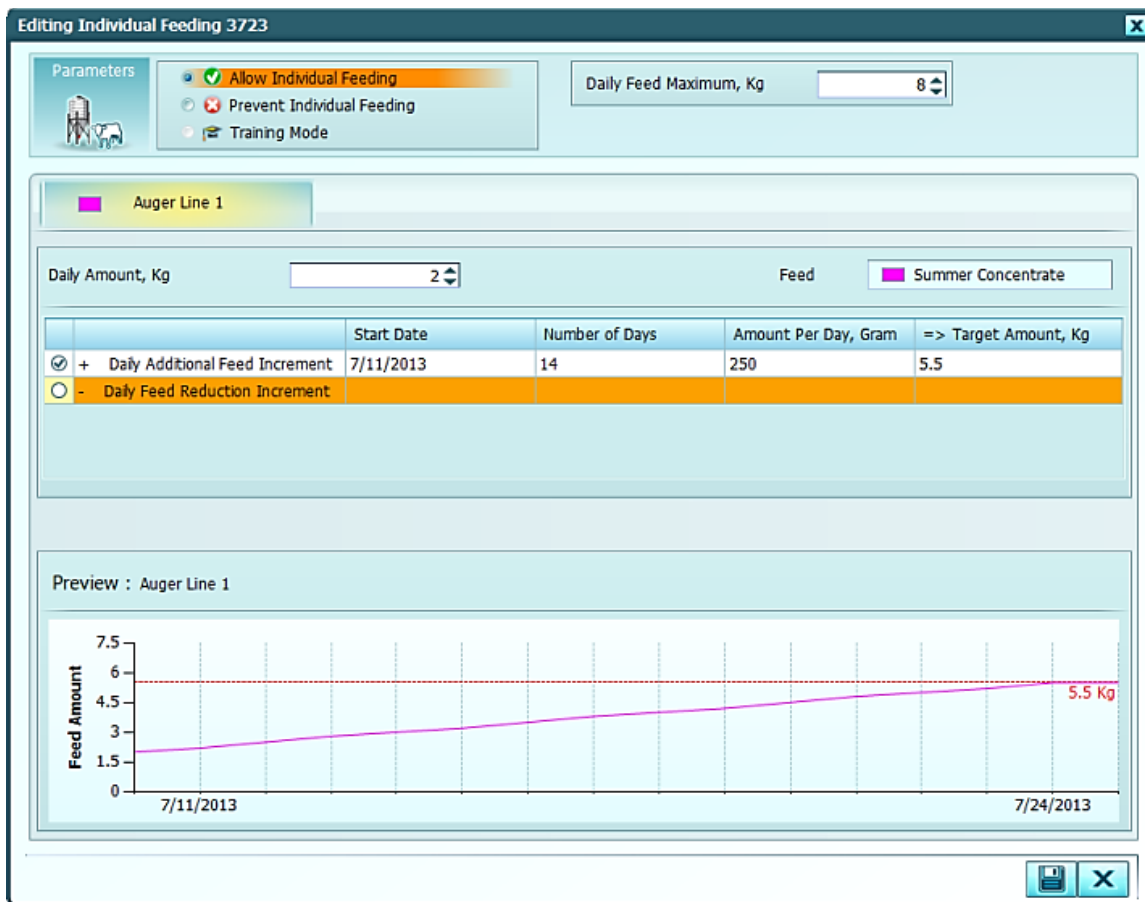 Editing Individual Feeding 3723
Parameters
Allow Individual Feeding
Prevent Individual Feeding
Training Mode
Daily Feed Maximum, Kg 8
Auger Line 1
Daily Amount, Kg 2 Feed Summer Concentrate
Start Date Number of Days Amount Per Day, Gram => Target Amount, Kg
+ Daily Additional Feed Increment 7/11/2013 14 250 5.5
- Daily Feed Reduction Increment
Preview : Auger Line 1
Feed Amount
7.5
6
4.5
3
1.5
0
5.5 Kg
7/11/2013 7/24/2013